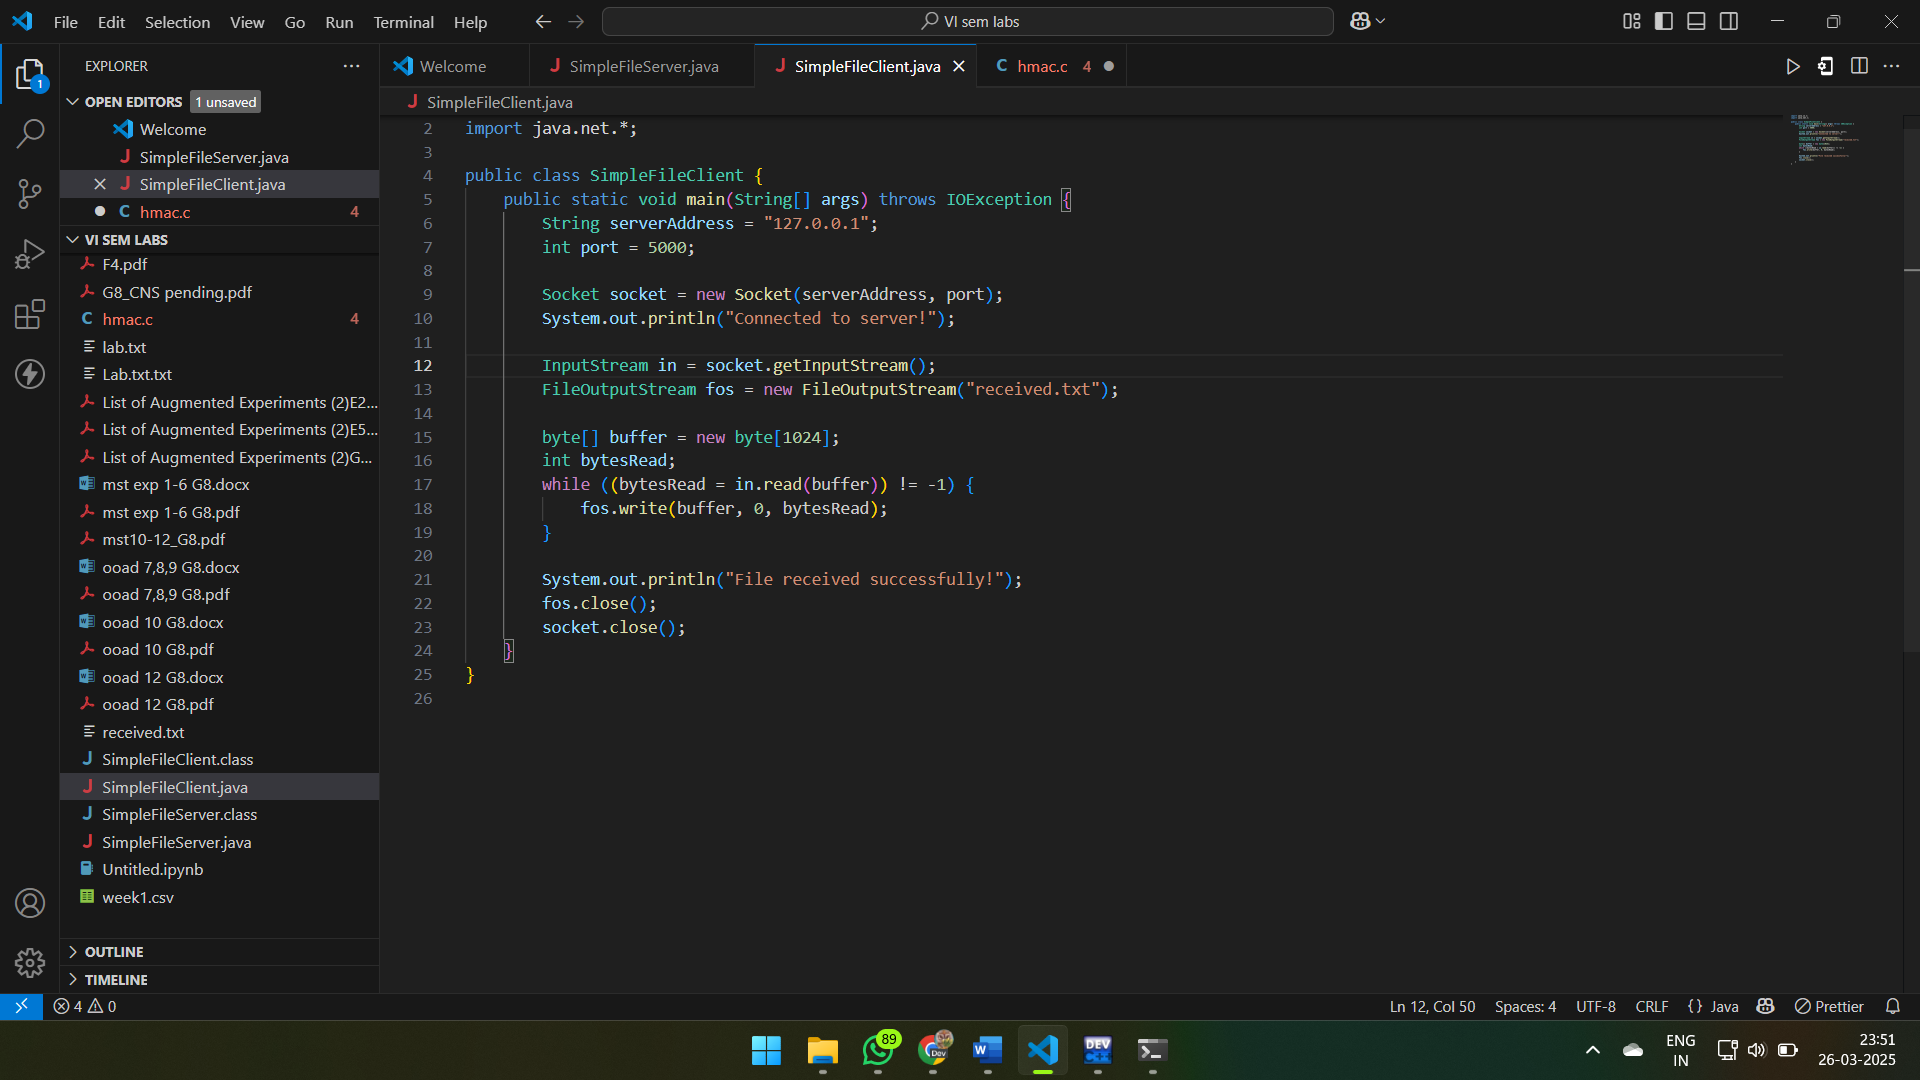 File Edit Selection View Go Run Terminal Help
VI sem labs
EXPLORER
OPEN EDITORS 1 unsaved
Welcome
SimpleFileServer.java
SimpleFileClient.java
hmac.c 4
VI SEM LABS
F4.pdf
G8_CNS pending.pdf
hmac.c 4
lab.txt
Lab.txt.txt
List of Augmented Experiments (2)E2...
List of Augmented Experiments (2)E5...
List of Augmented Experiments (2)G...
mst exp 1-6 G8.docx
mst exp 1-6 G8.pdf
mst10-12_G8.pdf
ooad 7,8,9 G8.docx
ooad 7,8,9 G8.pdf
ooad 10 G8.docx
ooad 10 G8.pdf
ooad 12 G8.docx
ooad 12 G8.pdf
received.txt
SimpleFileClient.class
SimpleFileClient.java
SimpleFileServer.class
SimpleFileServer.java
Untitled.ipynb
week1.csv
OUTLINE
TIMELINE
Welcome SimpleFileServer.java SimpleFileClient.java hmac.c 4
SimpleFileClient.java
2 import java.net.*;
3
4 public class SimpleFileClient {
5 public static void main(String[] args) throws IOException {
6 String serverAddress = "127.0.0.1";
7 int port = 5000;
8
9 Socket socket = new Socket(serverAddress, port);
10 System.out.println("Connected to server!");
11
12 InputStream in = socket.getInputStream();
13 FileOutputStream fos = new FileOutputStream("received.txt");
14
15 byte[] buffer = new byte[1024];
16 int bytesRead;
17 while ((bytesRead = in.read(buffer)) != -1) {
18 fos.write(buffer, 0, bytesRead);
19 }
20
21 System.out.println("File received successfully!");
22 fos.close();
23 socket.close();
24 }
25 }
26
4 0
Ln 12, Col 50 Spaces: 4 UTF-8 CRLF {} Java Prettier
1
89
Dev
DEV
C++
ENG
IN
23:51
26-03-2025